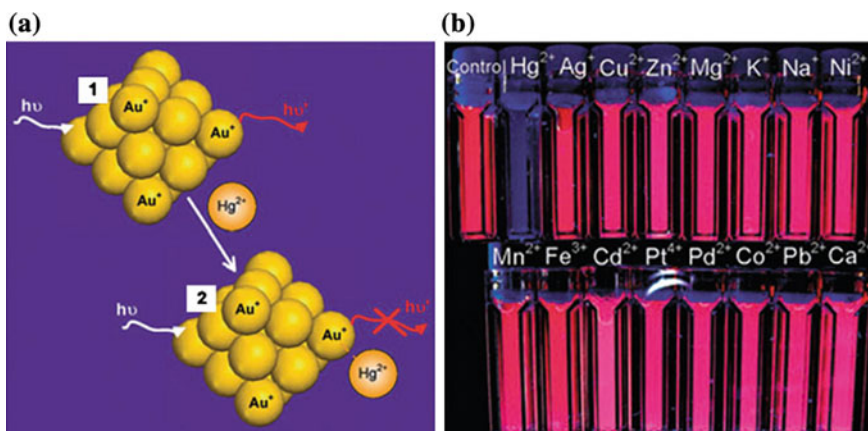 (a)
1
hυ
Au⁺
Au⁺
hυ'
Au⁺
Hg²⁺
2
hυ
Au⁺
Au⁺
hυ'
Hg²⁺
Au⁺
(b)
Control Hg²⁺ Ag⁺ Cu²⁺ Zn²⁺ Mg²⁺ K⁺ Na⁺ Ni²⁺
Mn²⁺ Fe³⁺ Cd²⁺ Pt⁴⁺ Pd²⁺ Co²⁺ Pb²⁺ Ca²⁺